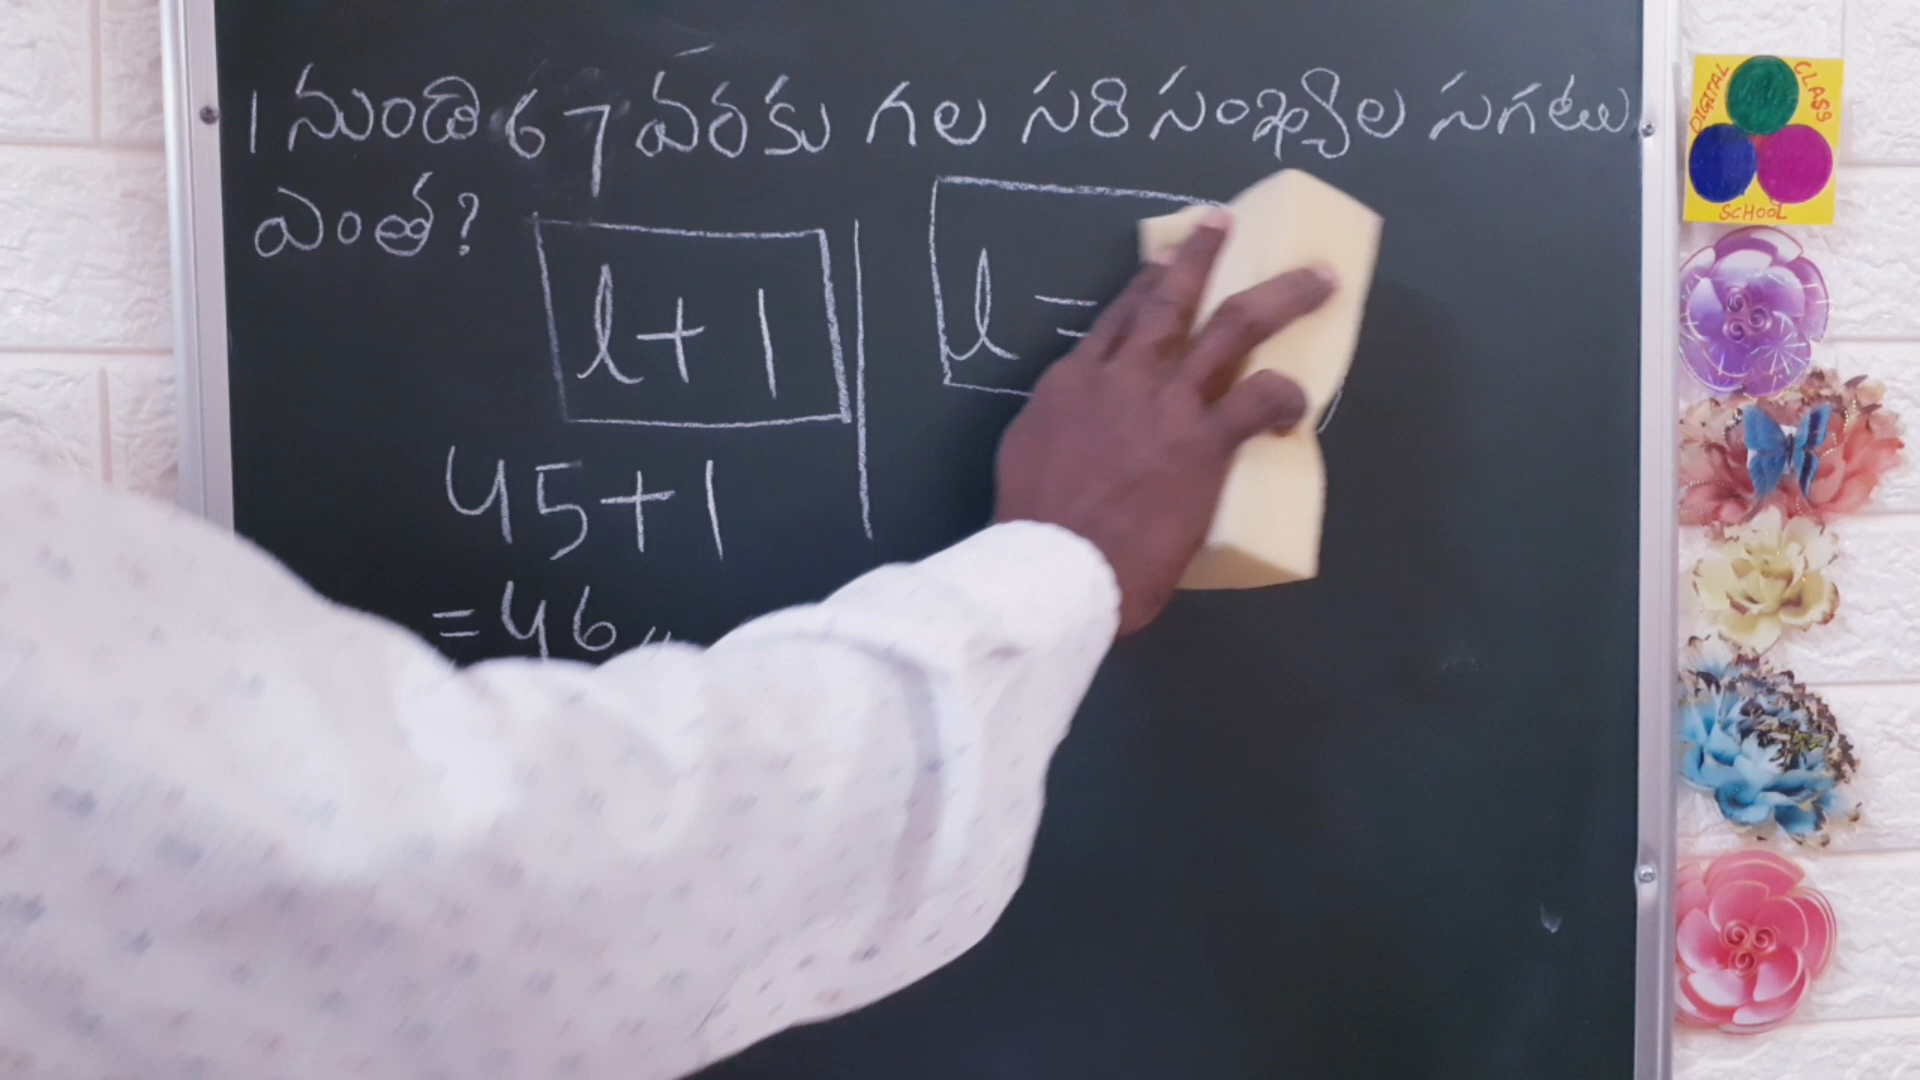 1 నుండి 67 వరకు గల సరి సంఖ్యల సగటు
ఎంత?
l + 1
l =
45 + 1
= 46 //
DIGITAL CLASS
SCHOOL